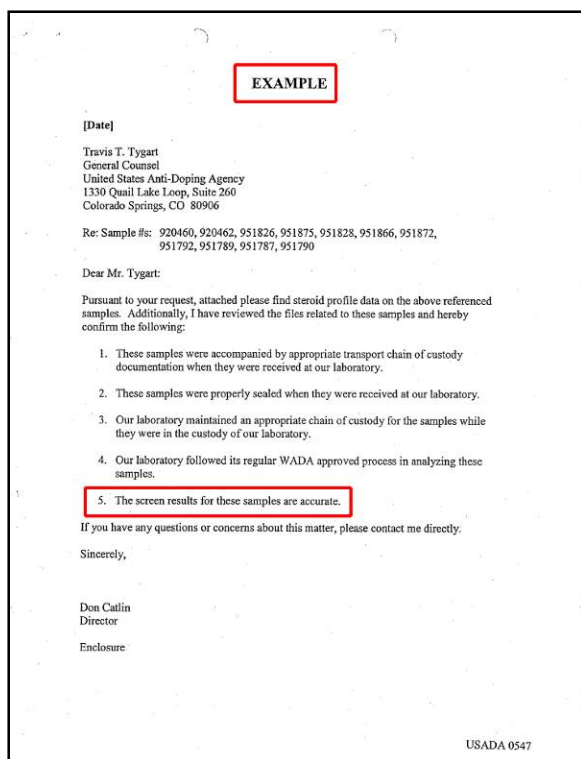 EXAMPLE
[Date]
Travis T. Tygart
General Counsel
United States Anti-Doping Agency
1330 Quail Lake Loop, Suite 260
Colorado Springs, CO 80906
Re: Sample #s: 920460, 920462, 951826, 951875, 951828, 951866, 951872,
951792, 951789, 951787, 951790
Dear Mr. Tygart:
Pursuant to your request, attached please find steroid profile data on the above referenced
samples. Additionally, I have reviewed the files related to these samples and hereby
confirm the following:
1. These samples were accompanied by appropriate transport chain of custody
documentation when they were received at our laboratory.
2. These samples were properly sealed when they were received at our laboratory.
3. Our laboratory maintained an appropriate chain of custody for the samples while
they were in the custody of our laboratory.
4. Our laboratory followed its regular WADA approved process in analyzing these
samples.
5. The screen results for these samples are accurate.
If you have any questions or concerns about this matter, please contact me directly.
Sincerely,
Don Catlin
Director
Enclosure
USADA 0547